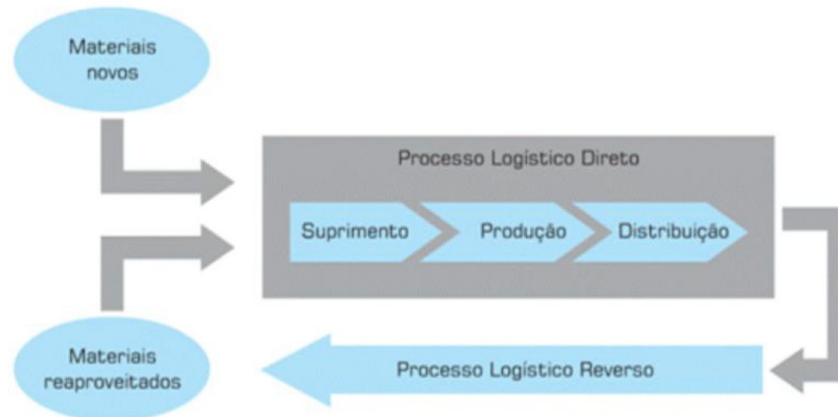 Materiais
novos
Processo Logístico Direto
Suprimento
Produção
Distribuição
Materiais
reaproveitados
Processo Logístico Reverso